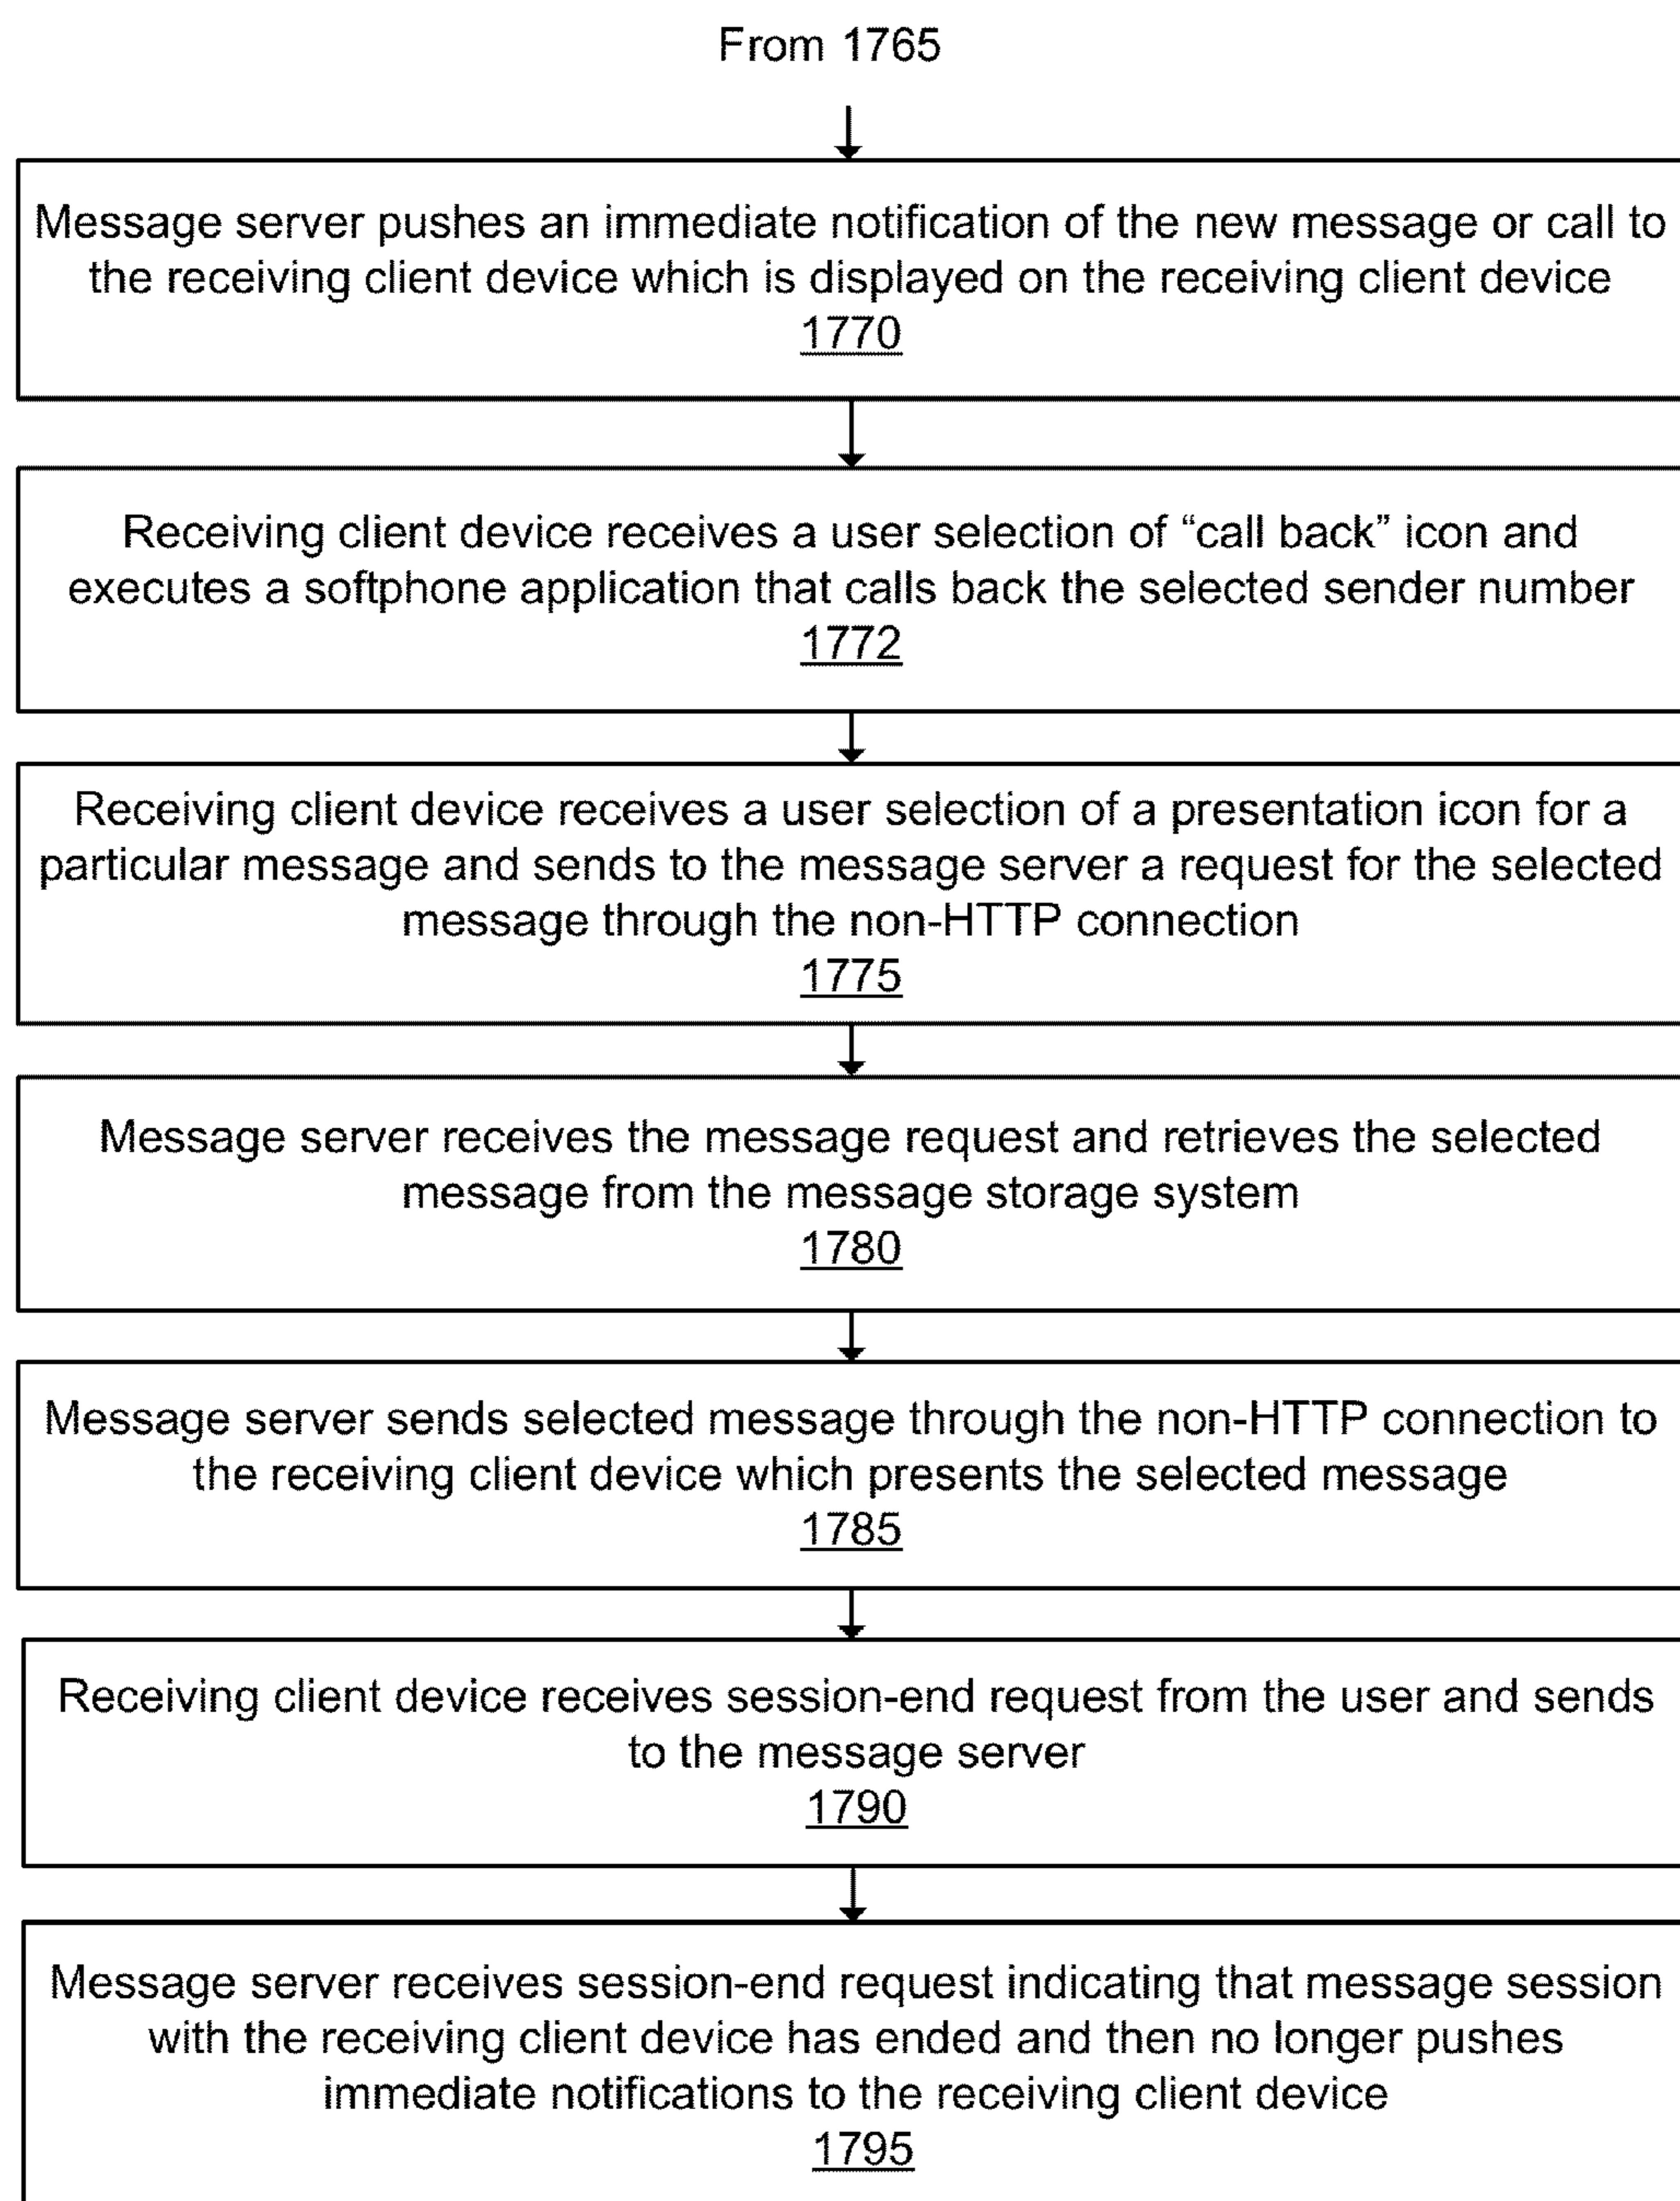 From 1765
Message server pushes an immediate notification of the new message or call to
the receiving client device which is displayed on the receiving client device
1770
Receiving client device receives a user selection of “call back” icon and
executes a softphone application that calls back the selected sender number
1772
Receiving client device receives a user selection of a presentation icon for a
particular message and sends to the message server a request for the selected
message through the non-HTTP connection
1775
Message server receives the message request and retrieves the selected
message from the message storage system
1780
Message server sends selected message through the non-HTTP connection to
the receiving client device which presents the selected message
1785
Receiving client device receives session-end request from the user and sends
to the message server
1790
Message server receives session-end request indicating that message session
with the receiving client device has ended and then no longer pushes
immediate notifications to the receiving client device
1795